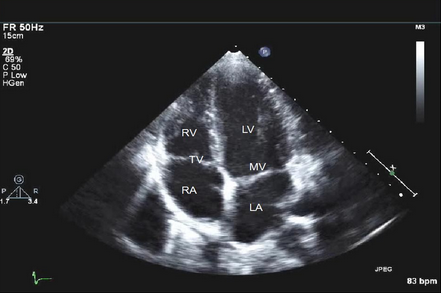 FR 50Hz
15cm
M3
2D
69%
C 50
P Low
HGen
RV
LV
TV
MV
RA
LA
G
P R
1.7 3.4
JPEG
83 bpm